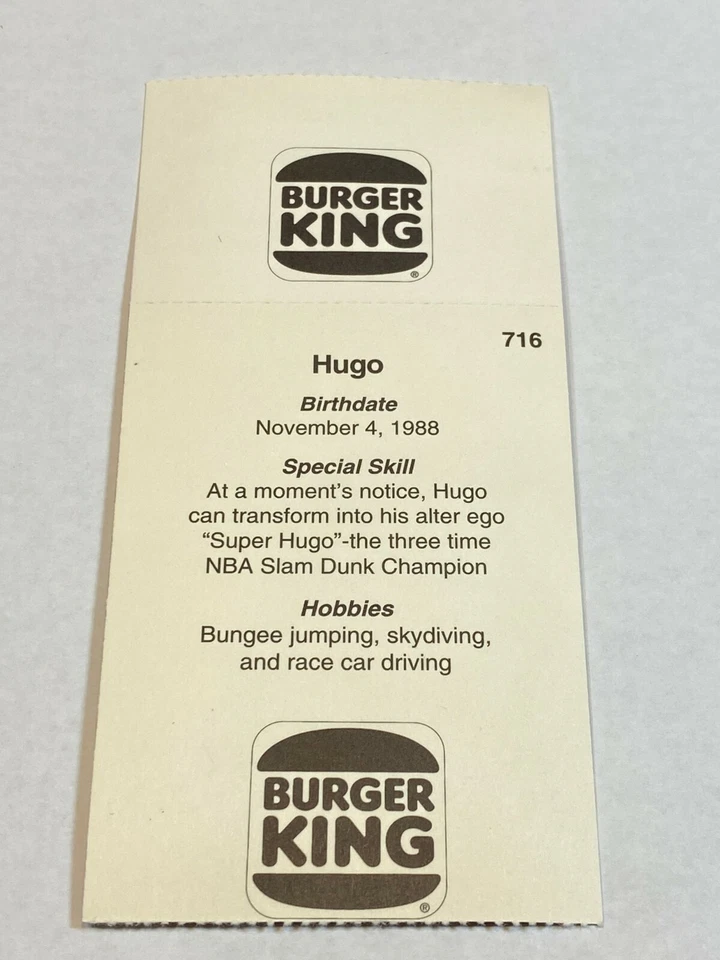 BURGER
KING
®
716
Hugo
Birthdate
November 4, 1988
Special Skill
At a moment's notice, Hugo
can transform into his alter ego
“Super Hugo”-the three time
NBA Slam Dunk Champion
Hobbies
Bungee jumping, skydiving,
and race car driving
BURGER
KING
®